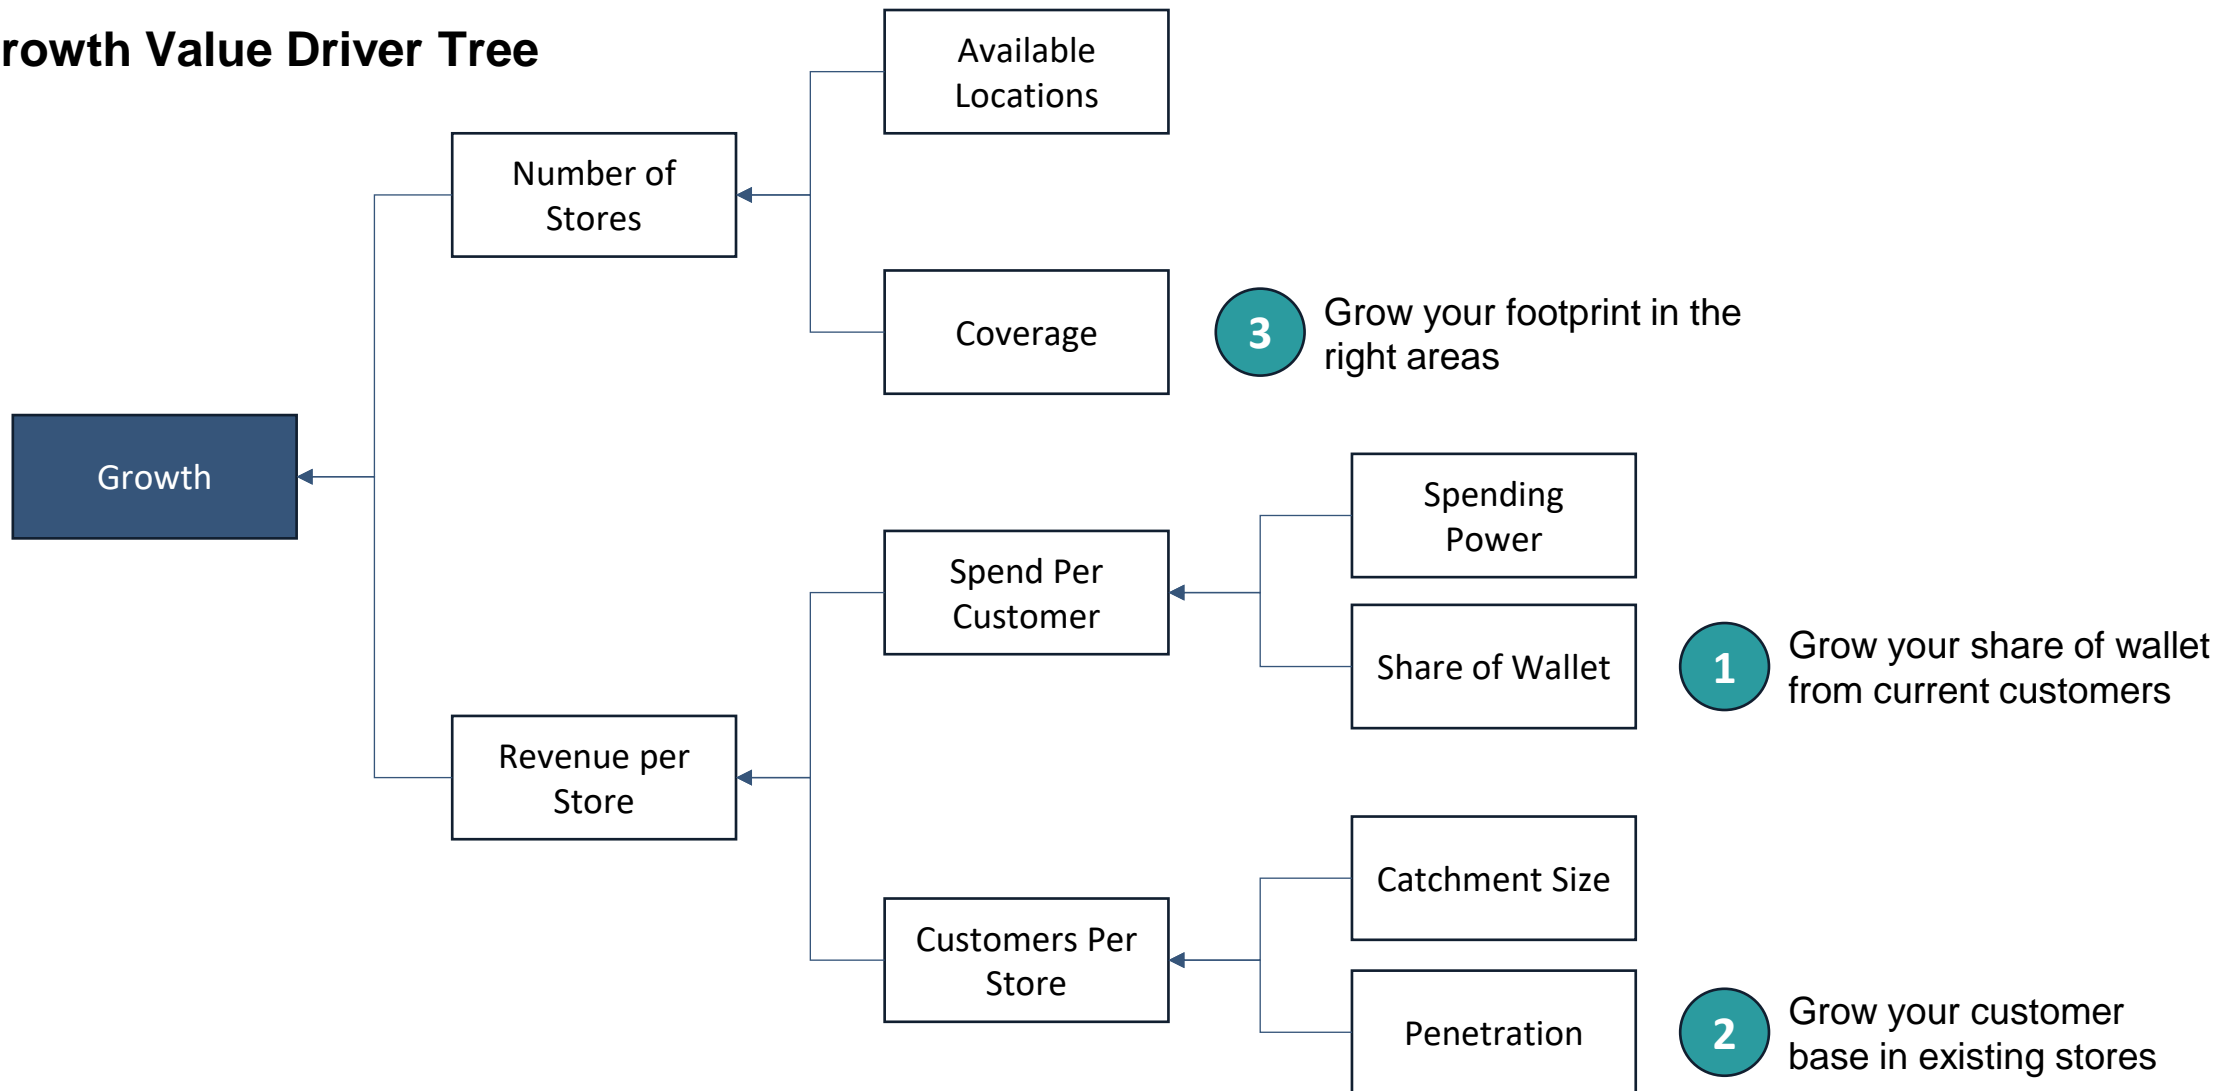 rowth Value Driver Tree
Available
Locations
Number of
Stores
Coverage
3
Grow your footprint in the
right areas
Growth
Spending
Power
Spend Per
Customer
Share of Wallet
1
Grow your share of wallet
from current customers
Revenue per
Store
Catchment Size
Customers Per
Store
Penetration
2
Grow your customer
base in existing stores